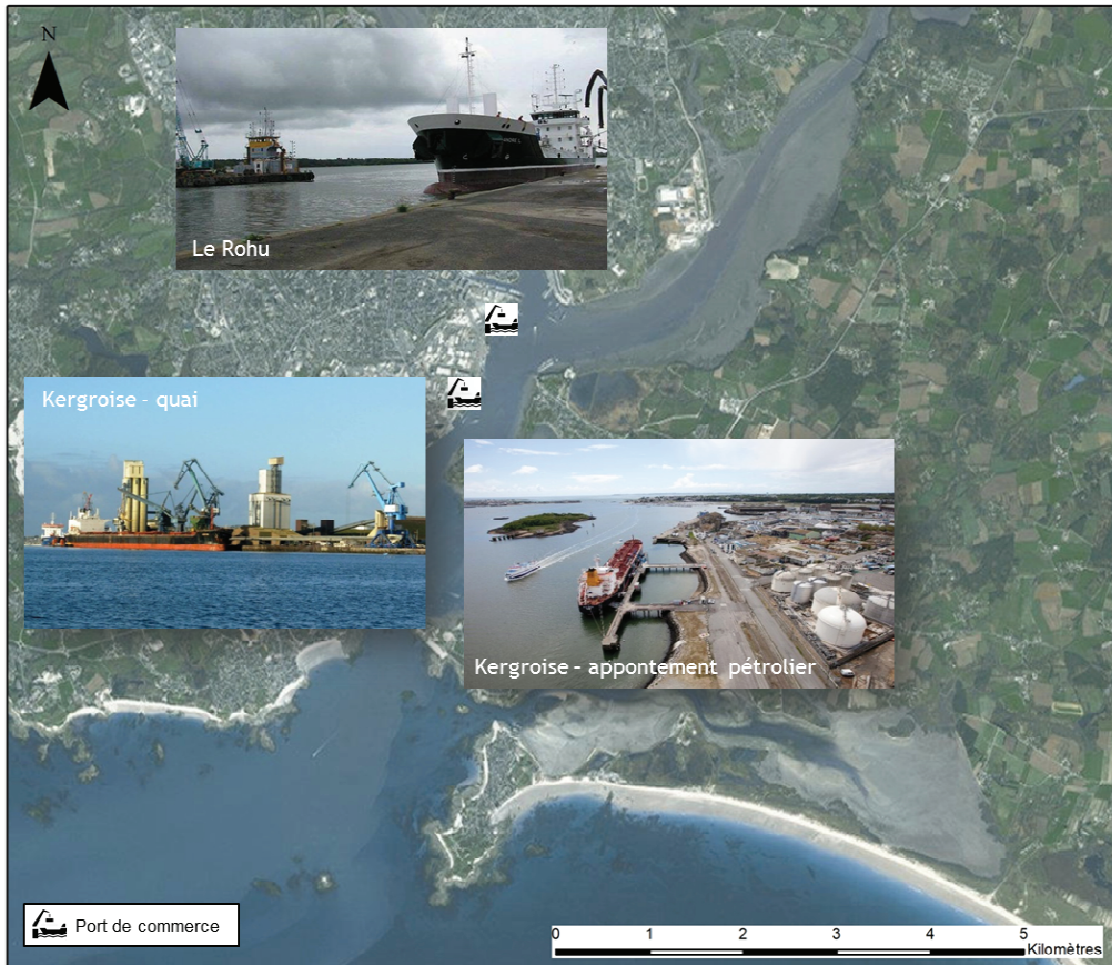 N
Le Rohu
Kergroise - quai
Kergroise - appontement pétrolier
Port de commerce
0 1 2 3 4 5
Kilomètres